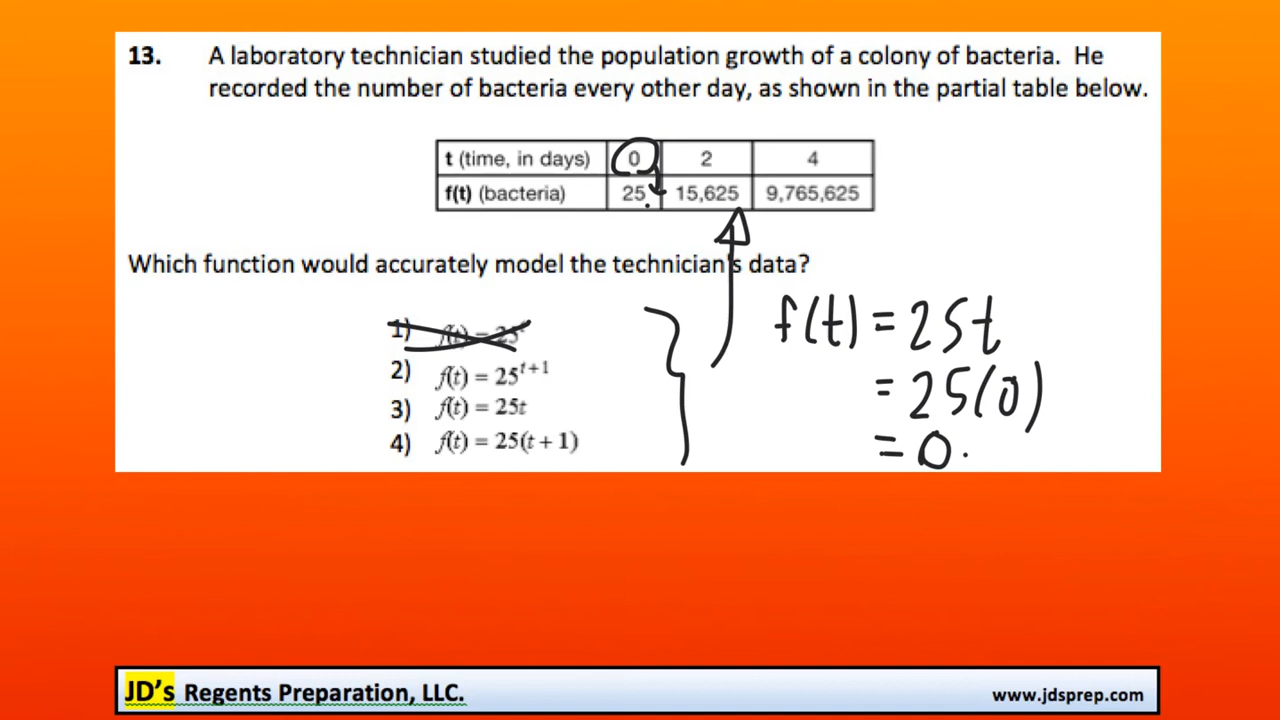 13. A laboratory technician studied the population growth of a colony of bacteria. He
recorded the number of bacteria every other day, as shown in the partial table below.
t (time, in days) 0 2 4
f(t) (bacteria) 25 15,625 9,765,625
Which function would accurately model the technician's data?
1) f(t) = 25^t
2) f(t) = 25^{t+1}
3) f(t) = 25t
4) f(t) = 25(t + 1)
f(t) = 25t
= 25(0)
= 0.
JD's Regents Preparation, LLC.
www.jdsprep.com